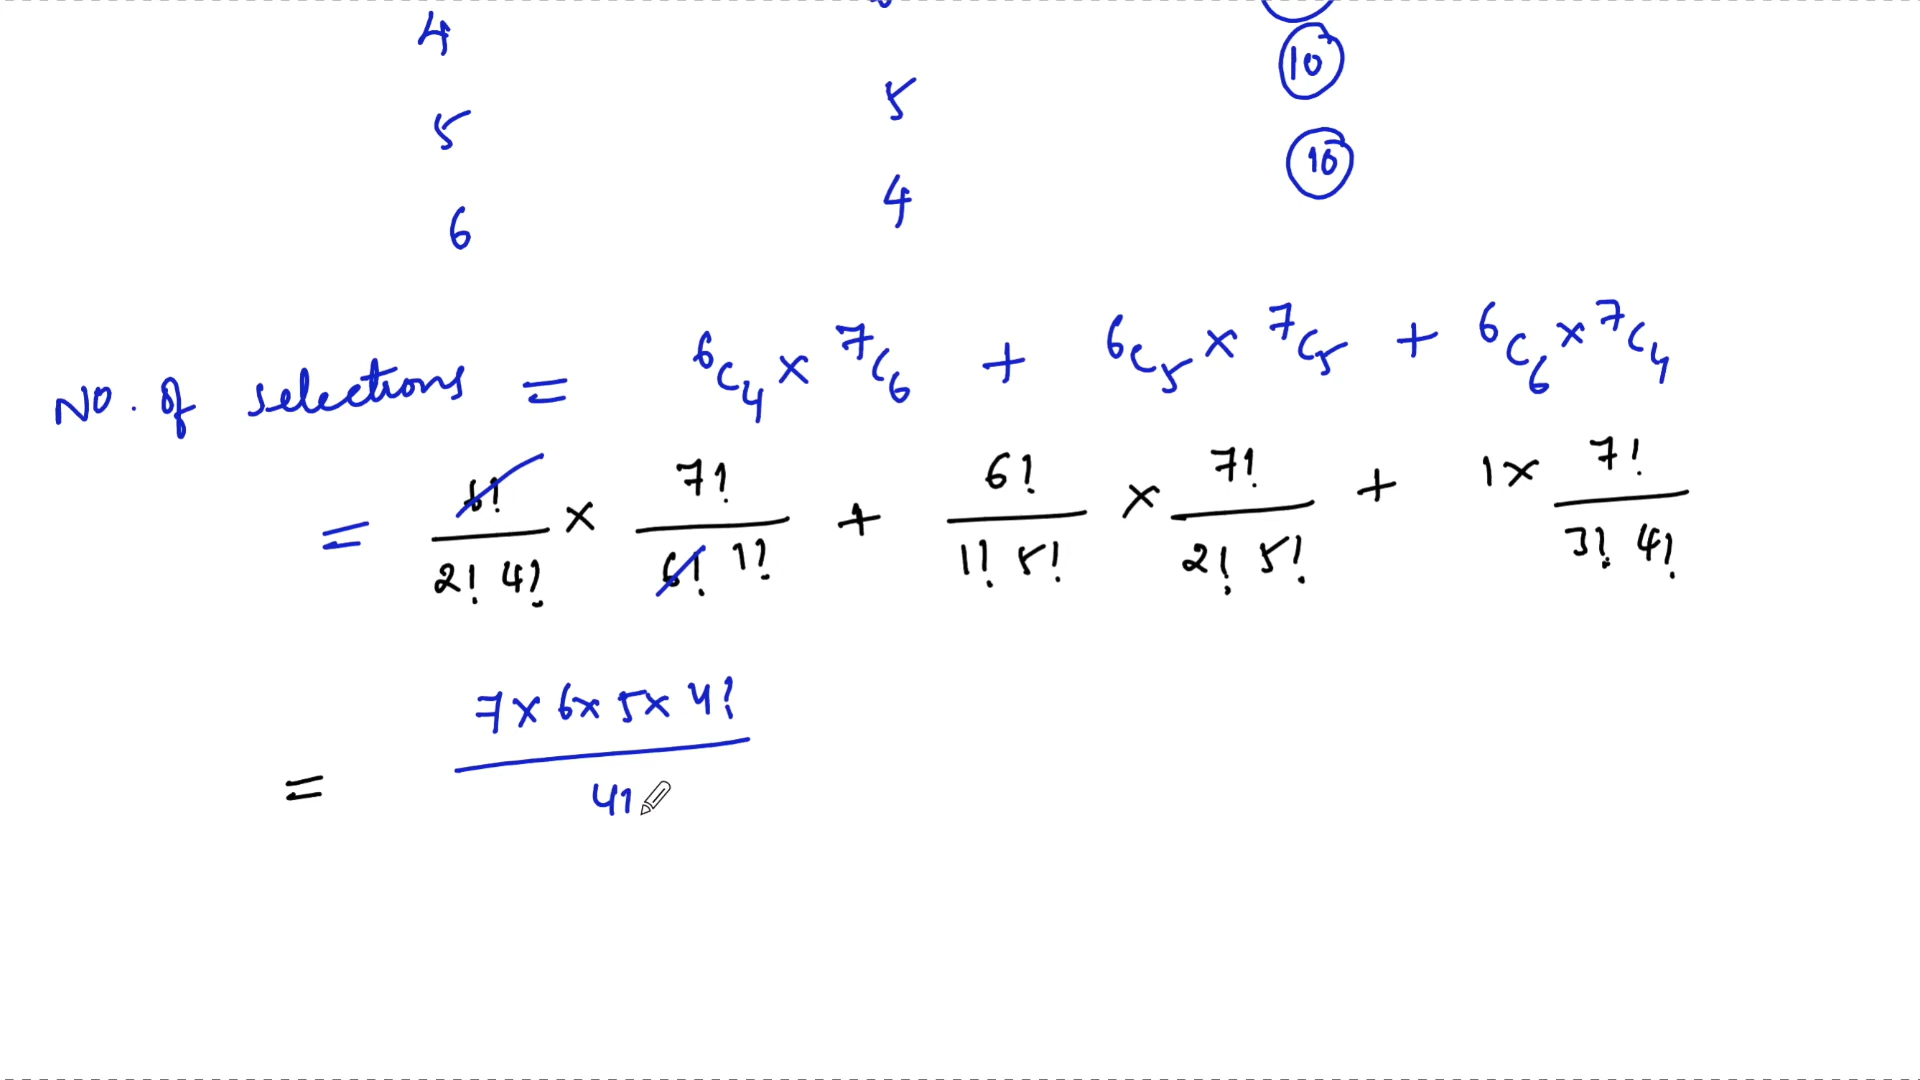 4 10
5 5
10
6 4
No. of selections = ⁶C₄ × ⁷C₆ + ⁶C₅ × ⁷C₅ + ⁶C₆ × ⁷C₄
= 6!/(2! 4!) × 7!/(6! 1!) + 6!/(1! 5!) × 7!/(2! 5!) + 1 × 7!/(3! 4!)
= (7 × 6 × 5 × 4!)/(41